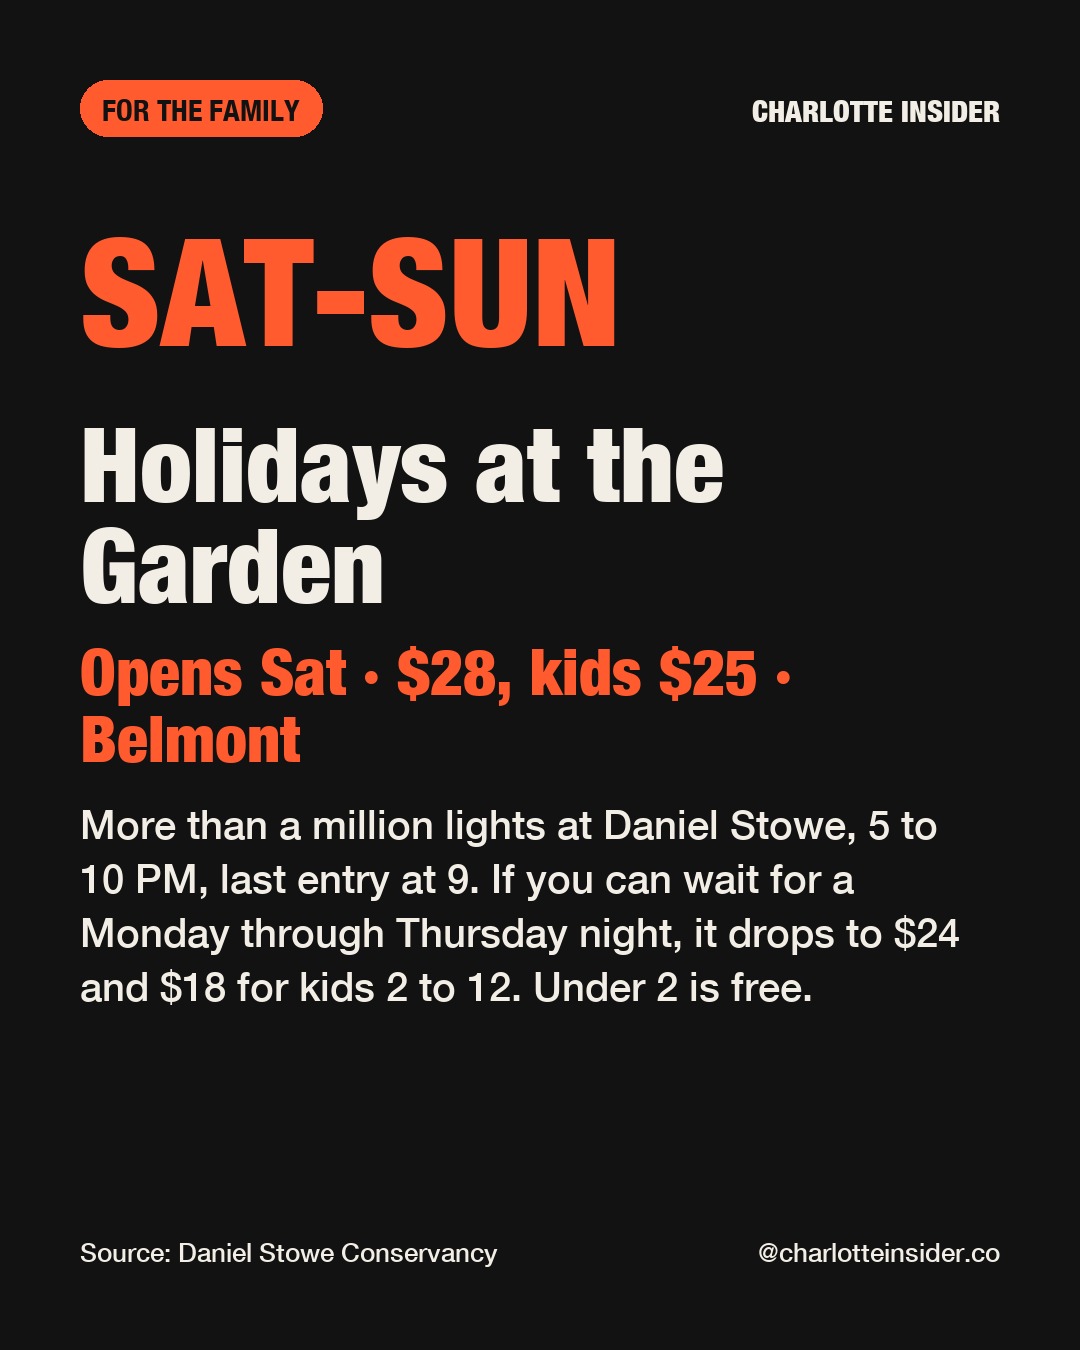 FOR THE FAMILY
CHARLOTTE INSIDER
SAT-SUN
Holidays at the
Garden
Opens Sat · $28, kids $25 ·
Belmont
More than a million lights at Daniel Stowe, 5 to
10 PM, last entry at 9. If you can wait for a
Monday through Thursday night, it drops to $24
and $18 for kids 2 to 12. Under 2 is free.
Source: Daniel Stowe Conservancy
@charlotteinsider.co